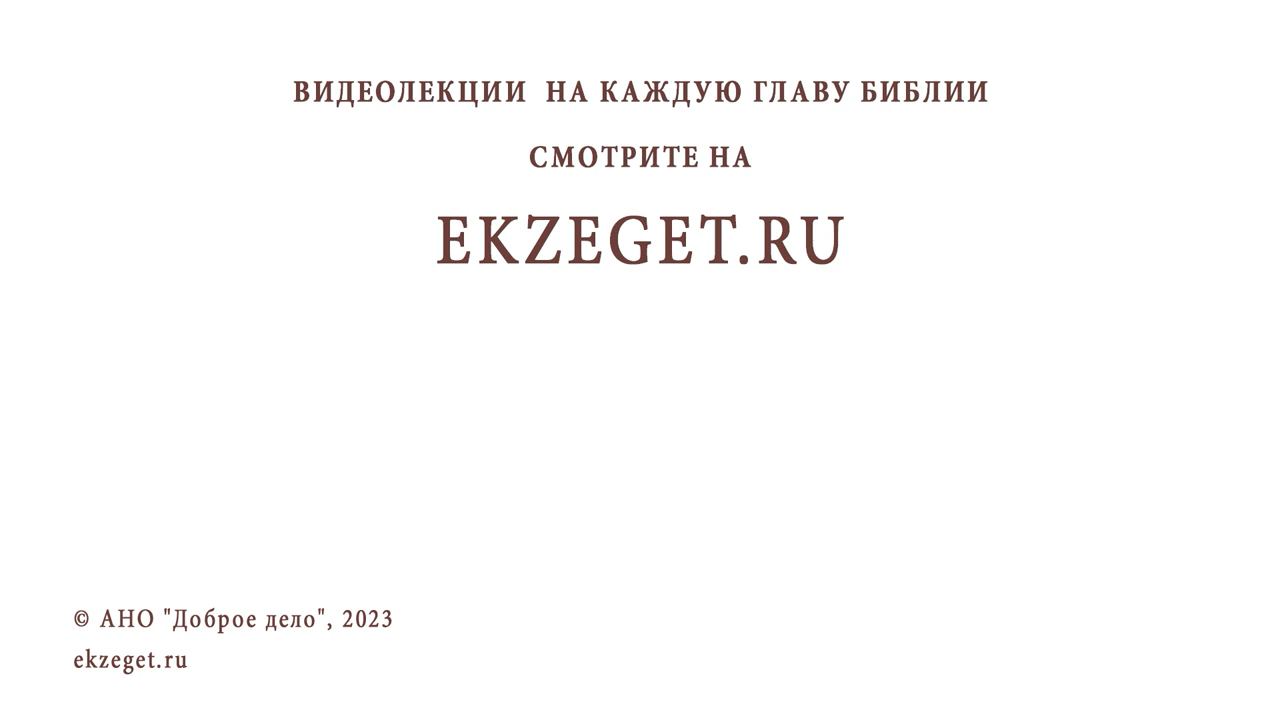 ВИДЕОЛЕКЦИИ НА КАЖДУЮ ГЛАВУ БИБЛИИ
СМОТРИТЕ НА
EKZEGET.RU
© АНО "Доброе дело", 2023
ekzeget.ru